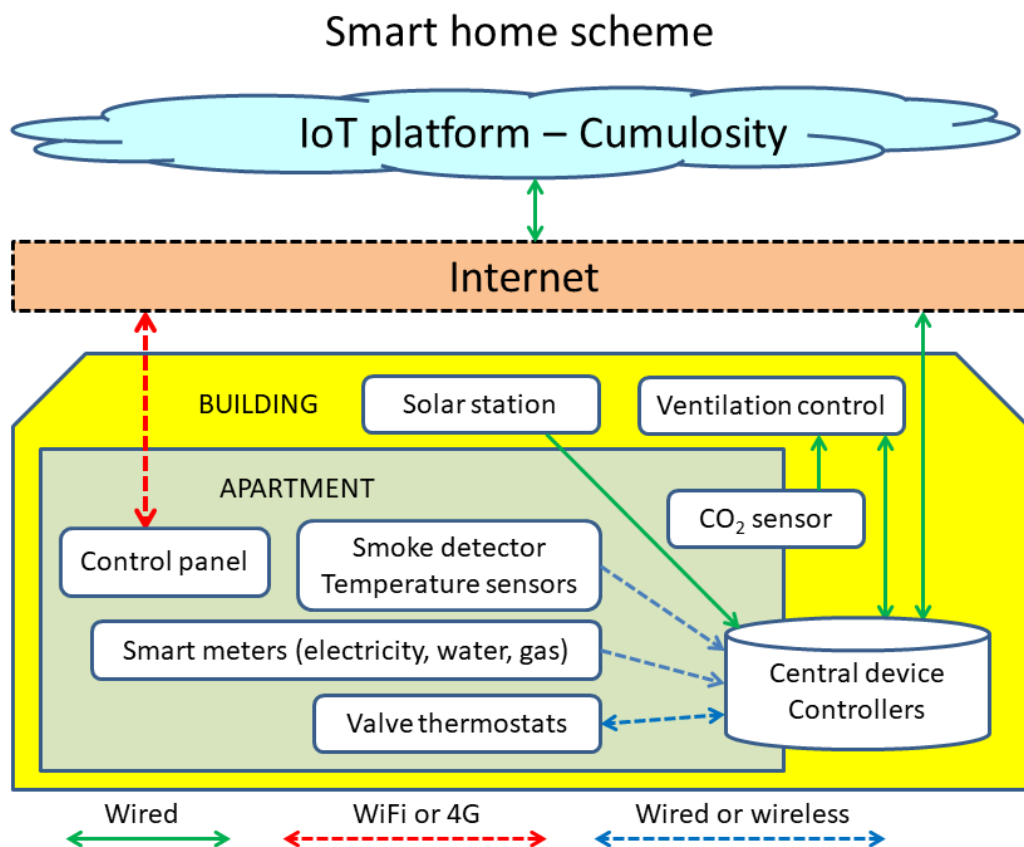 Smart home scheme
IoT platform – Cumulosity
Internet
BUILDING
Solar station
Ventilation control
APARTMENT
CO₂ sensor
Control panel
Smoke detector
Temperature sensors
Smart meters (electricity, water, gas)
Central device
Controllers
Valve thermostats
Wired
WiFi or 4G
Wired or wireless